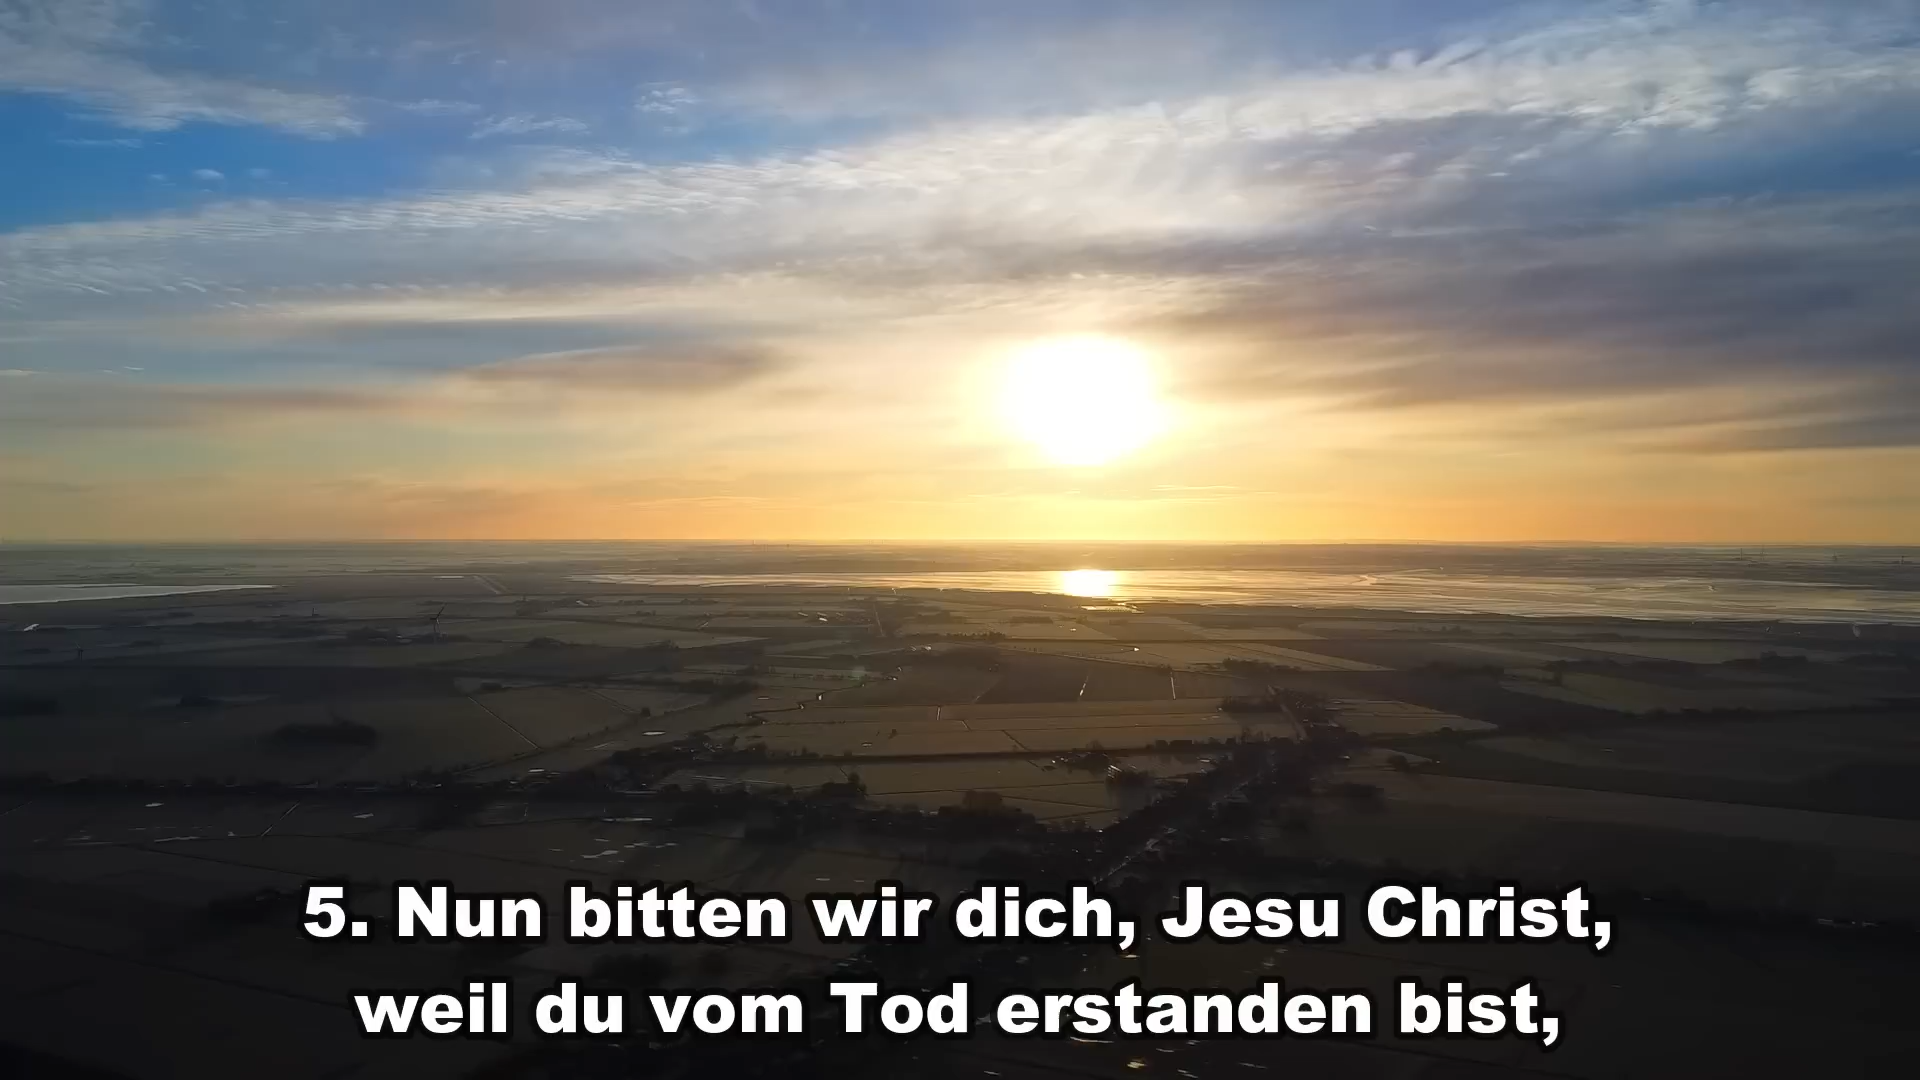 5. Nun bitten wir dich, Jesu Christ,
weil du vom Tod erstanden bist,